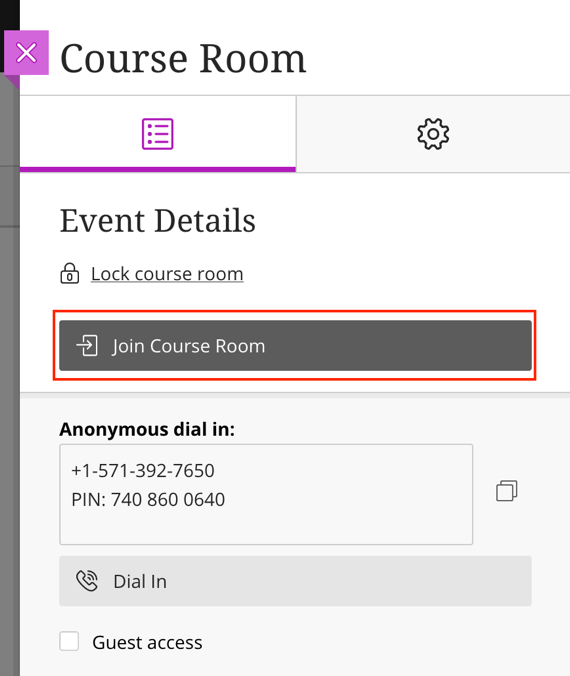 Course Room
Event Details
Lock course room
Join Course Room
Anonymous dial in:
+1-571-392-7650
PIN: 740 860 0640
Dial In
Guest access